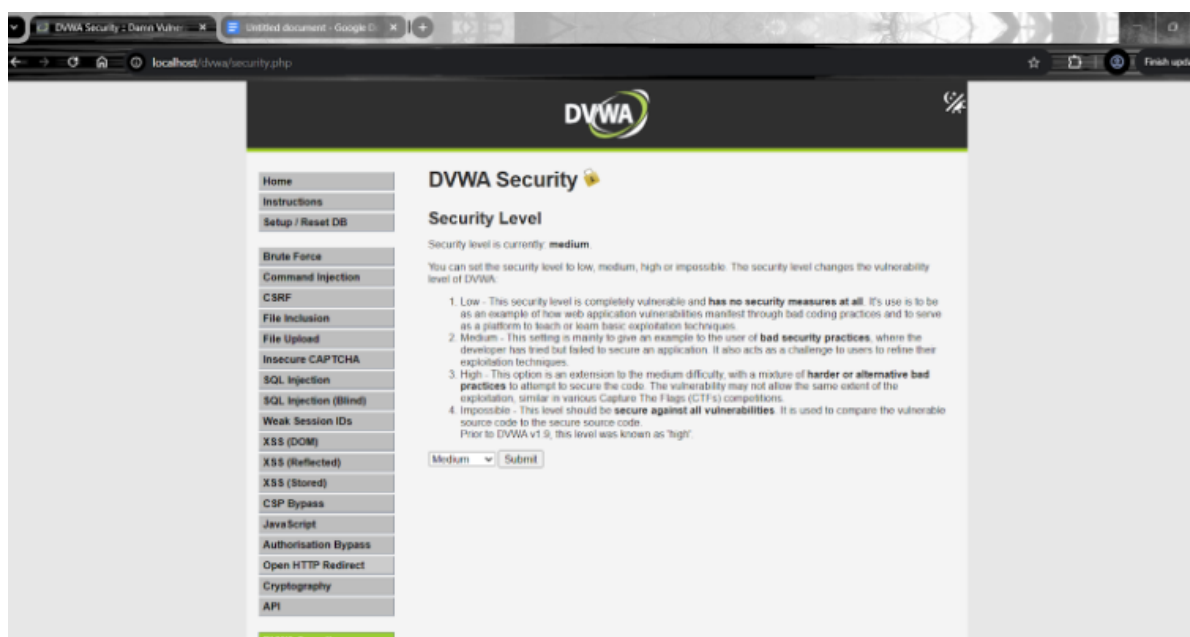 DVWA Security : Damn Vulner
Untitled document - Google D
localhost/dvwa/security.php
Finish upda
DVWA
Home
Instructions
Setup / Reset DB
Brute Force
Command Injection
CSRF
File Inclusion
File Upload
Insecure CAPTCHA
SQL Injection
SQL Injection (Blind)
Weak Session IDs
XSS (DOM)
XSS (Reflected)
XSS (Stored)
CSP Bypass
JavaScript
Authorisation Bypass
Open HTTP Redirect
Cryptography
API
DVWA Security
Security Level
Security level is currently: medium.
You can set the security level to low, medium, high or impossible. The security level changes the vulnerability
level of DVWA:
1. Low - This security level is completely vulnerable and has no security measures at all. It's use is to be
as an example of how web application vulnerabilities manifest through bad coding practices and to serve
as a platform to teach or learn basic exploitation techniques.
2. Medium - This setting is mainly to give an example to the user of bad security practices, where the
developer has tried but failed to secure an application. It also acts as a challenge to users to refine their
exploitation techniques.
3. High - This option is an extension to the medium difficulty, with a mixture of harder or alternative bad
practices to attempt to secure the code. The vulnerability may not allow the same extent of the
exploitation, similar in various Capture The Flags (CTFs) competitions.
4. Impossible - This level should be secure against all vulnerabilities. It is used to compare the vulnerable
source code to the secure source code.
Prior to DVWA v1.9, this level was known as 'high'.
Medium
Submit